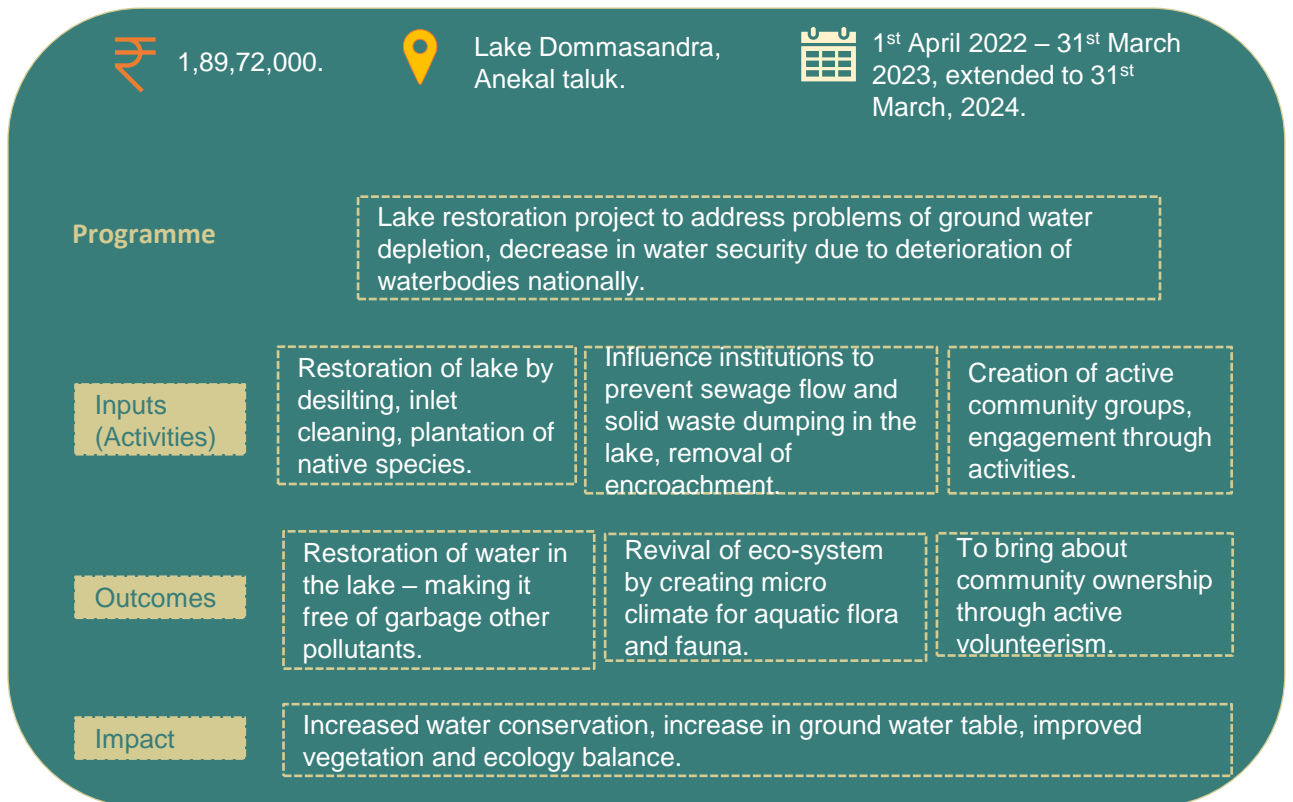 1,89,72,000.
Lake Dommasandra,
Anekal taluk.
1st April 2022 – 31st March
2023, extended to 31st
March, 2024.
Programme
Lake restoration project to address problems of ground water
depletion, decrease in water security due to deterioration of
waterbodies nationally.
Inputs
(Activities)
Restoration of lake by
desilting, inlet
cleaning, plantation of
native species.
Influence institutions to
prevent sewage flow and
solid waste dumping in the
lake, removal of
encroachment.
Creation of active
community groups,
engagement through
activities.
Outcomes
Restoration of water in
the lake – making it
free of garbage other
pollutants.
Revival of eco-system
by creating micro
climate for aquatic flora
and fauna.
To bring about
community ownership
through active
volunteerism.
Impact
Increased water conservation, increase in ground water table, improved
vegetation and ecology balance.